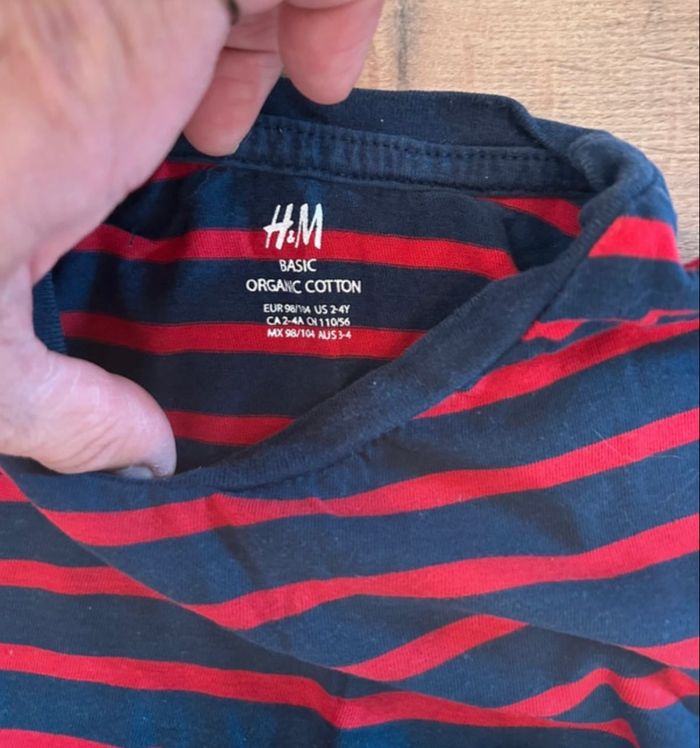 H&M
BASIC
ORGANIC COTTON
EUR 98/104 US 2-4Y
CA 2-4A CN 110/56
MX 98/104 AUS 3-4